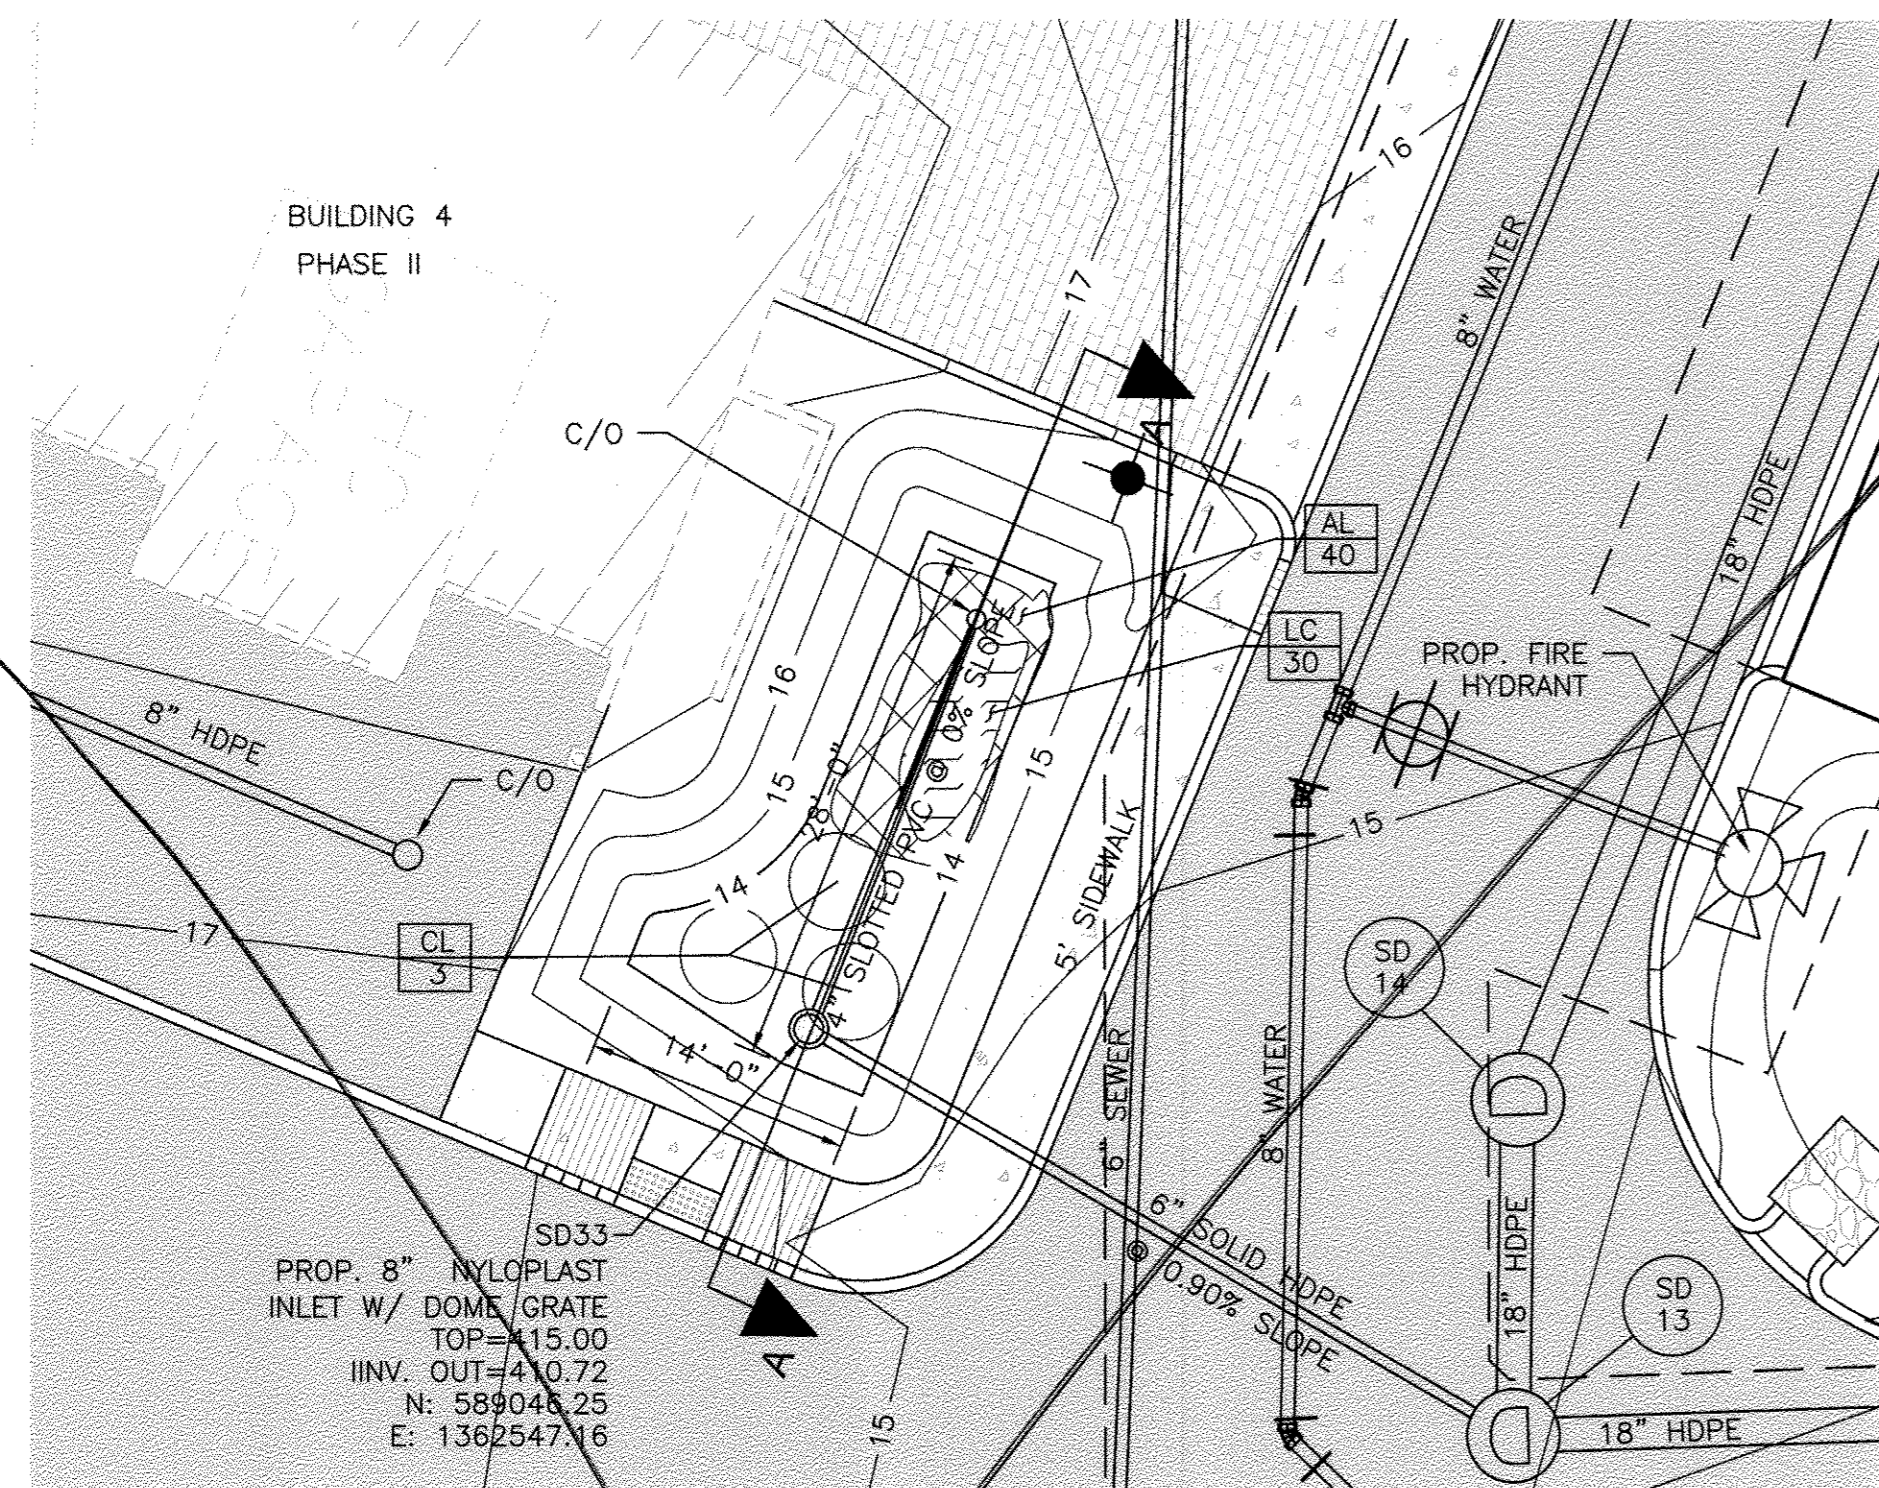 BUILDING 4
PHASE II
16
8" WATER
17
C/O
A
18" HDPE
AL
40
LC
30
PROP. FIRE
HYDRANT
16
8" HDPE
C/O
15
28'-0"
15
15
14
14
4" SLOTTED PVC @ 0% SLOPE
5' SIDEWALK
17
CL
3
SD
14
14'-0"
6" SEWER
8" WATER
6" SOLID HDPE
@ 0.90% SLOPE
18" HDPE
SD
13
SD33
PROP. 8" NYLOPLAST
INLET W/ DOME GRATE
TOP=415.00
IINV. OUT=410.72
N: 589046.25
E: 1362547.16
A
15
18" HDPE